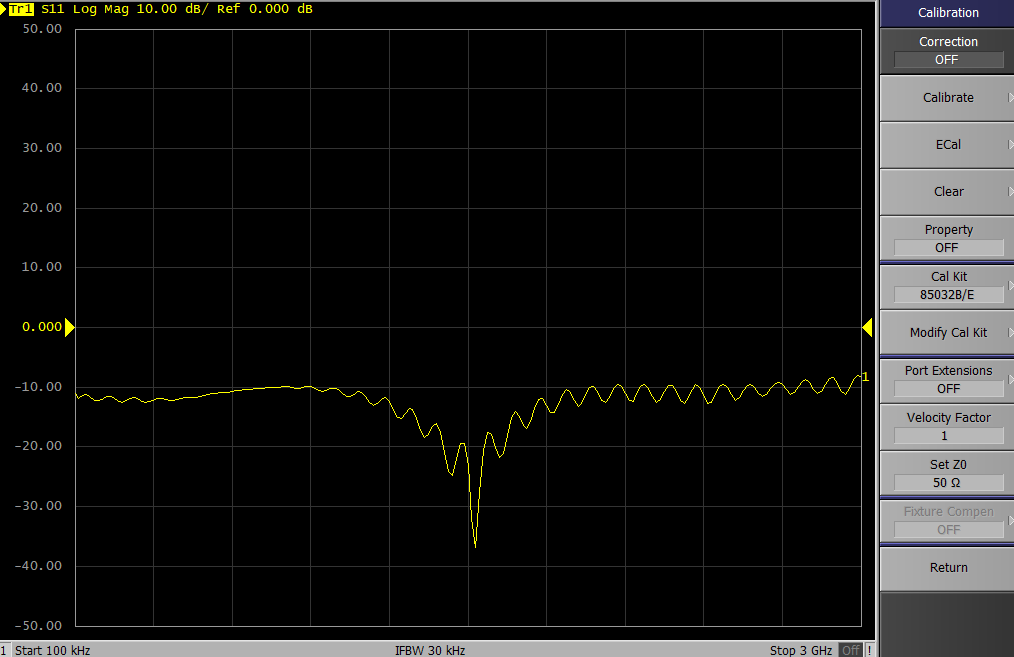 Tr1 S11 Log Mag 10.00 dB/ Ref 0.000 dB
50.00
40.00
30.00
20.00
10.00
0.000
-10.00
-20.00
-30.00
-40.00
-50.00
1
1 Start 100 kHz IFBW 30 kHz Stop 3 GHz Off !
Calibration
Correction
OFF
Calibrate
ECal
Clear
Property
OFF
Cal Kit
85032B/E
Modify Cal Kit
Port Extensions
OFF
Velocity Factor
1
Set Z0
50 Ω
Fixture Compen
OFF
Return